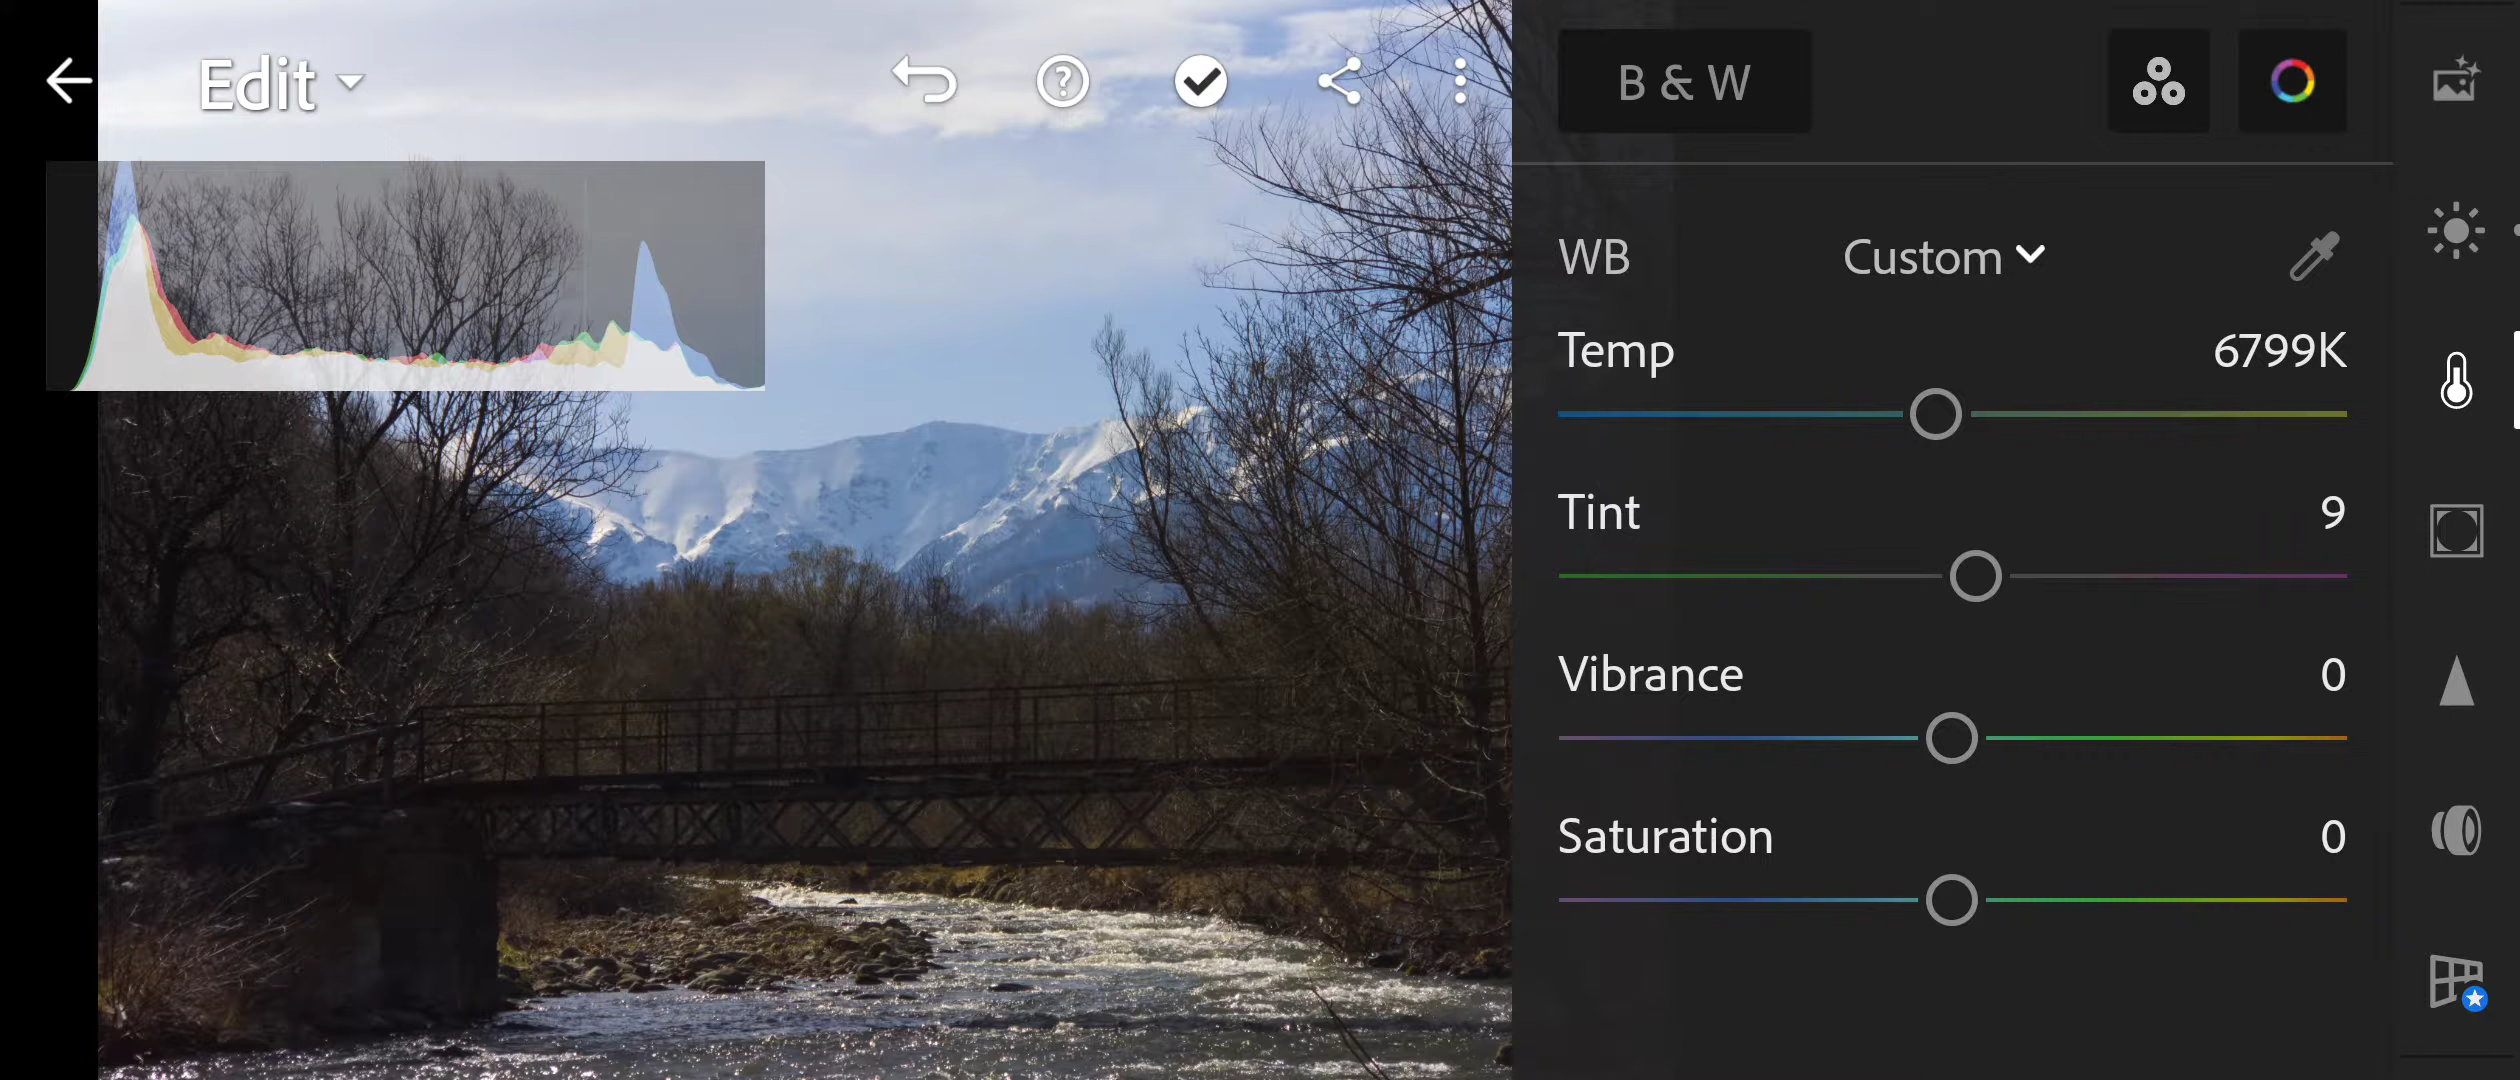 Edit
B & W
WB Custom
Temp 6799K
Tint 9
Vibrance 0
Saturation 0